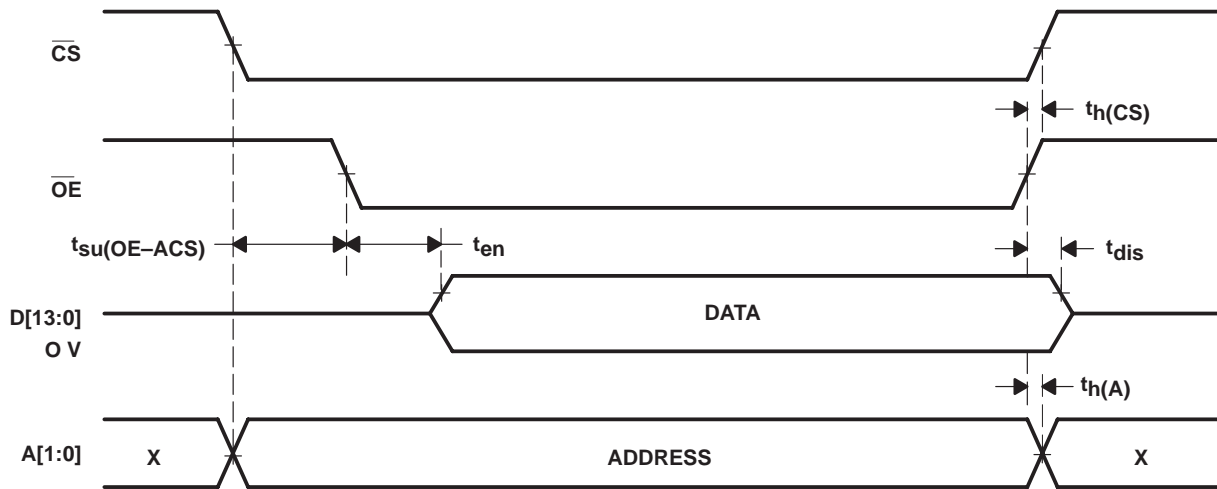 CS
th(CS)
OE
tsu(OE–ACS)
ten
tdis
D[13:0]
O V
DATA
th(A)
A[1:0]
X
ADDRESS
X